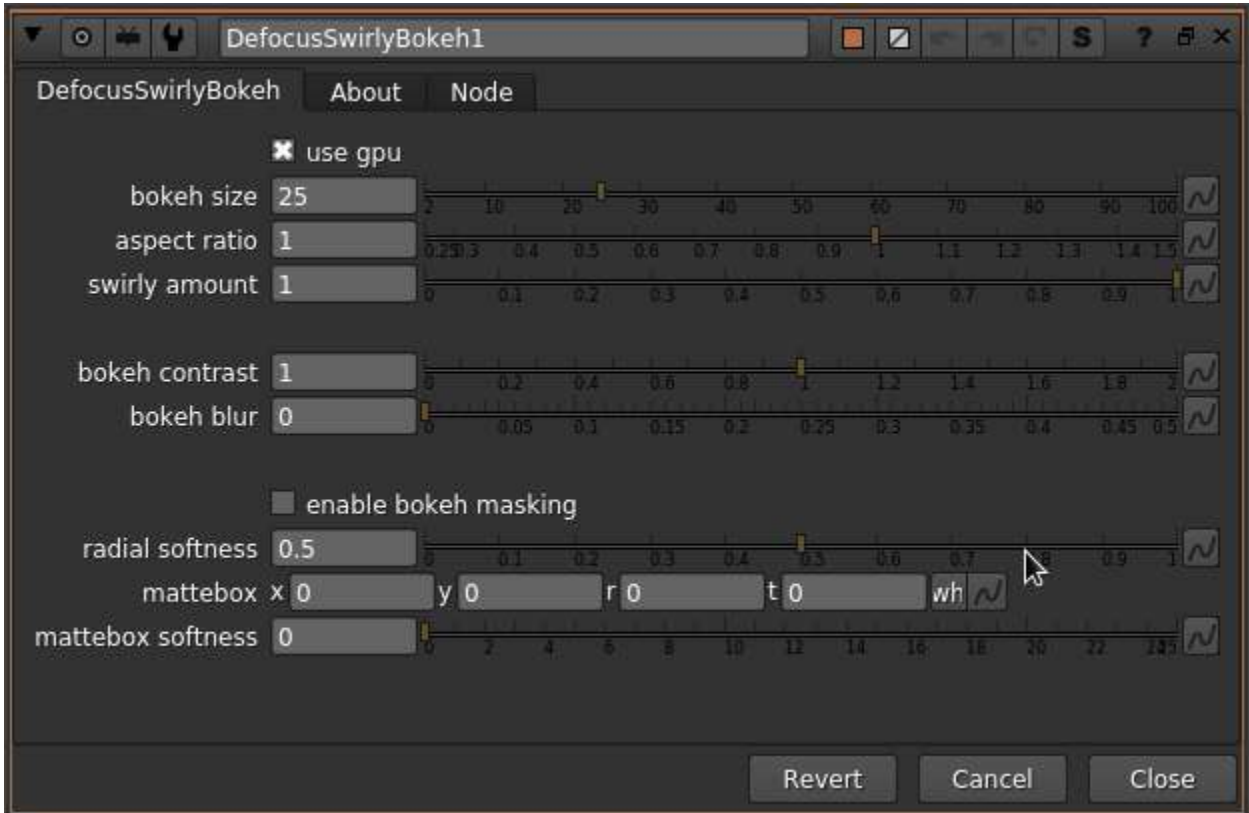 DefocusSwirlyBokeh1 S ?
DefocusSwirlyBokeh About Node
use gpu
bokeh size 25 2 10 20 30 40 50 60 70 80 90 100
aspect ratio 1 0.25 0.3 0.4 0.5 0.6 0.7 0.8 0.9 1 1.1 1.2 1.3 1.4 1.5
swirly amount 1 0 0.1 0.2 0.3 0.4 0.5 0.6 0.7 0.8 0.9 1
bokeh contrast 1 0 0.2 0.4 0.6 0.8 1 1.2 1.4 1.6 1.8 2
bokeh blur 0 0 0.05 0.1 0.15 0.2 0.25 0.3 0.35 0.4 0.45 0.5
enable bokeh masking
radial softness 0.5 0 0.1 0.2 0.3 0.4 0.5 0.6 0.7 0.8 0.9 1
mattebox x 0 y 0 r 0 t 0 wh
mattebox softness 0 0 2 4 6 8 10 12 14 16 18 20 22 24 25
Revert Cancel Close